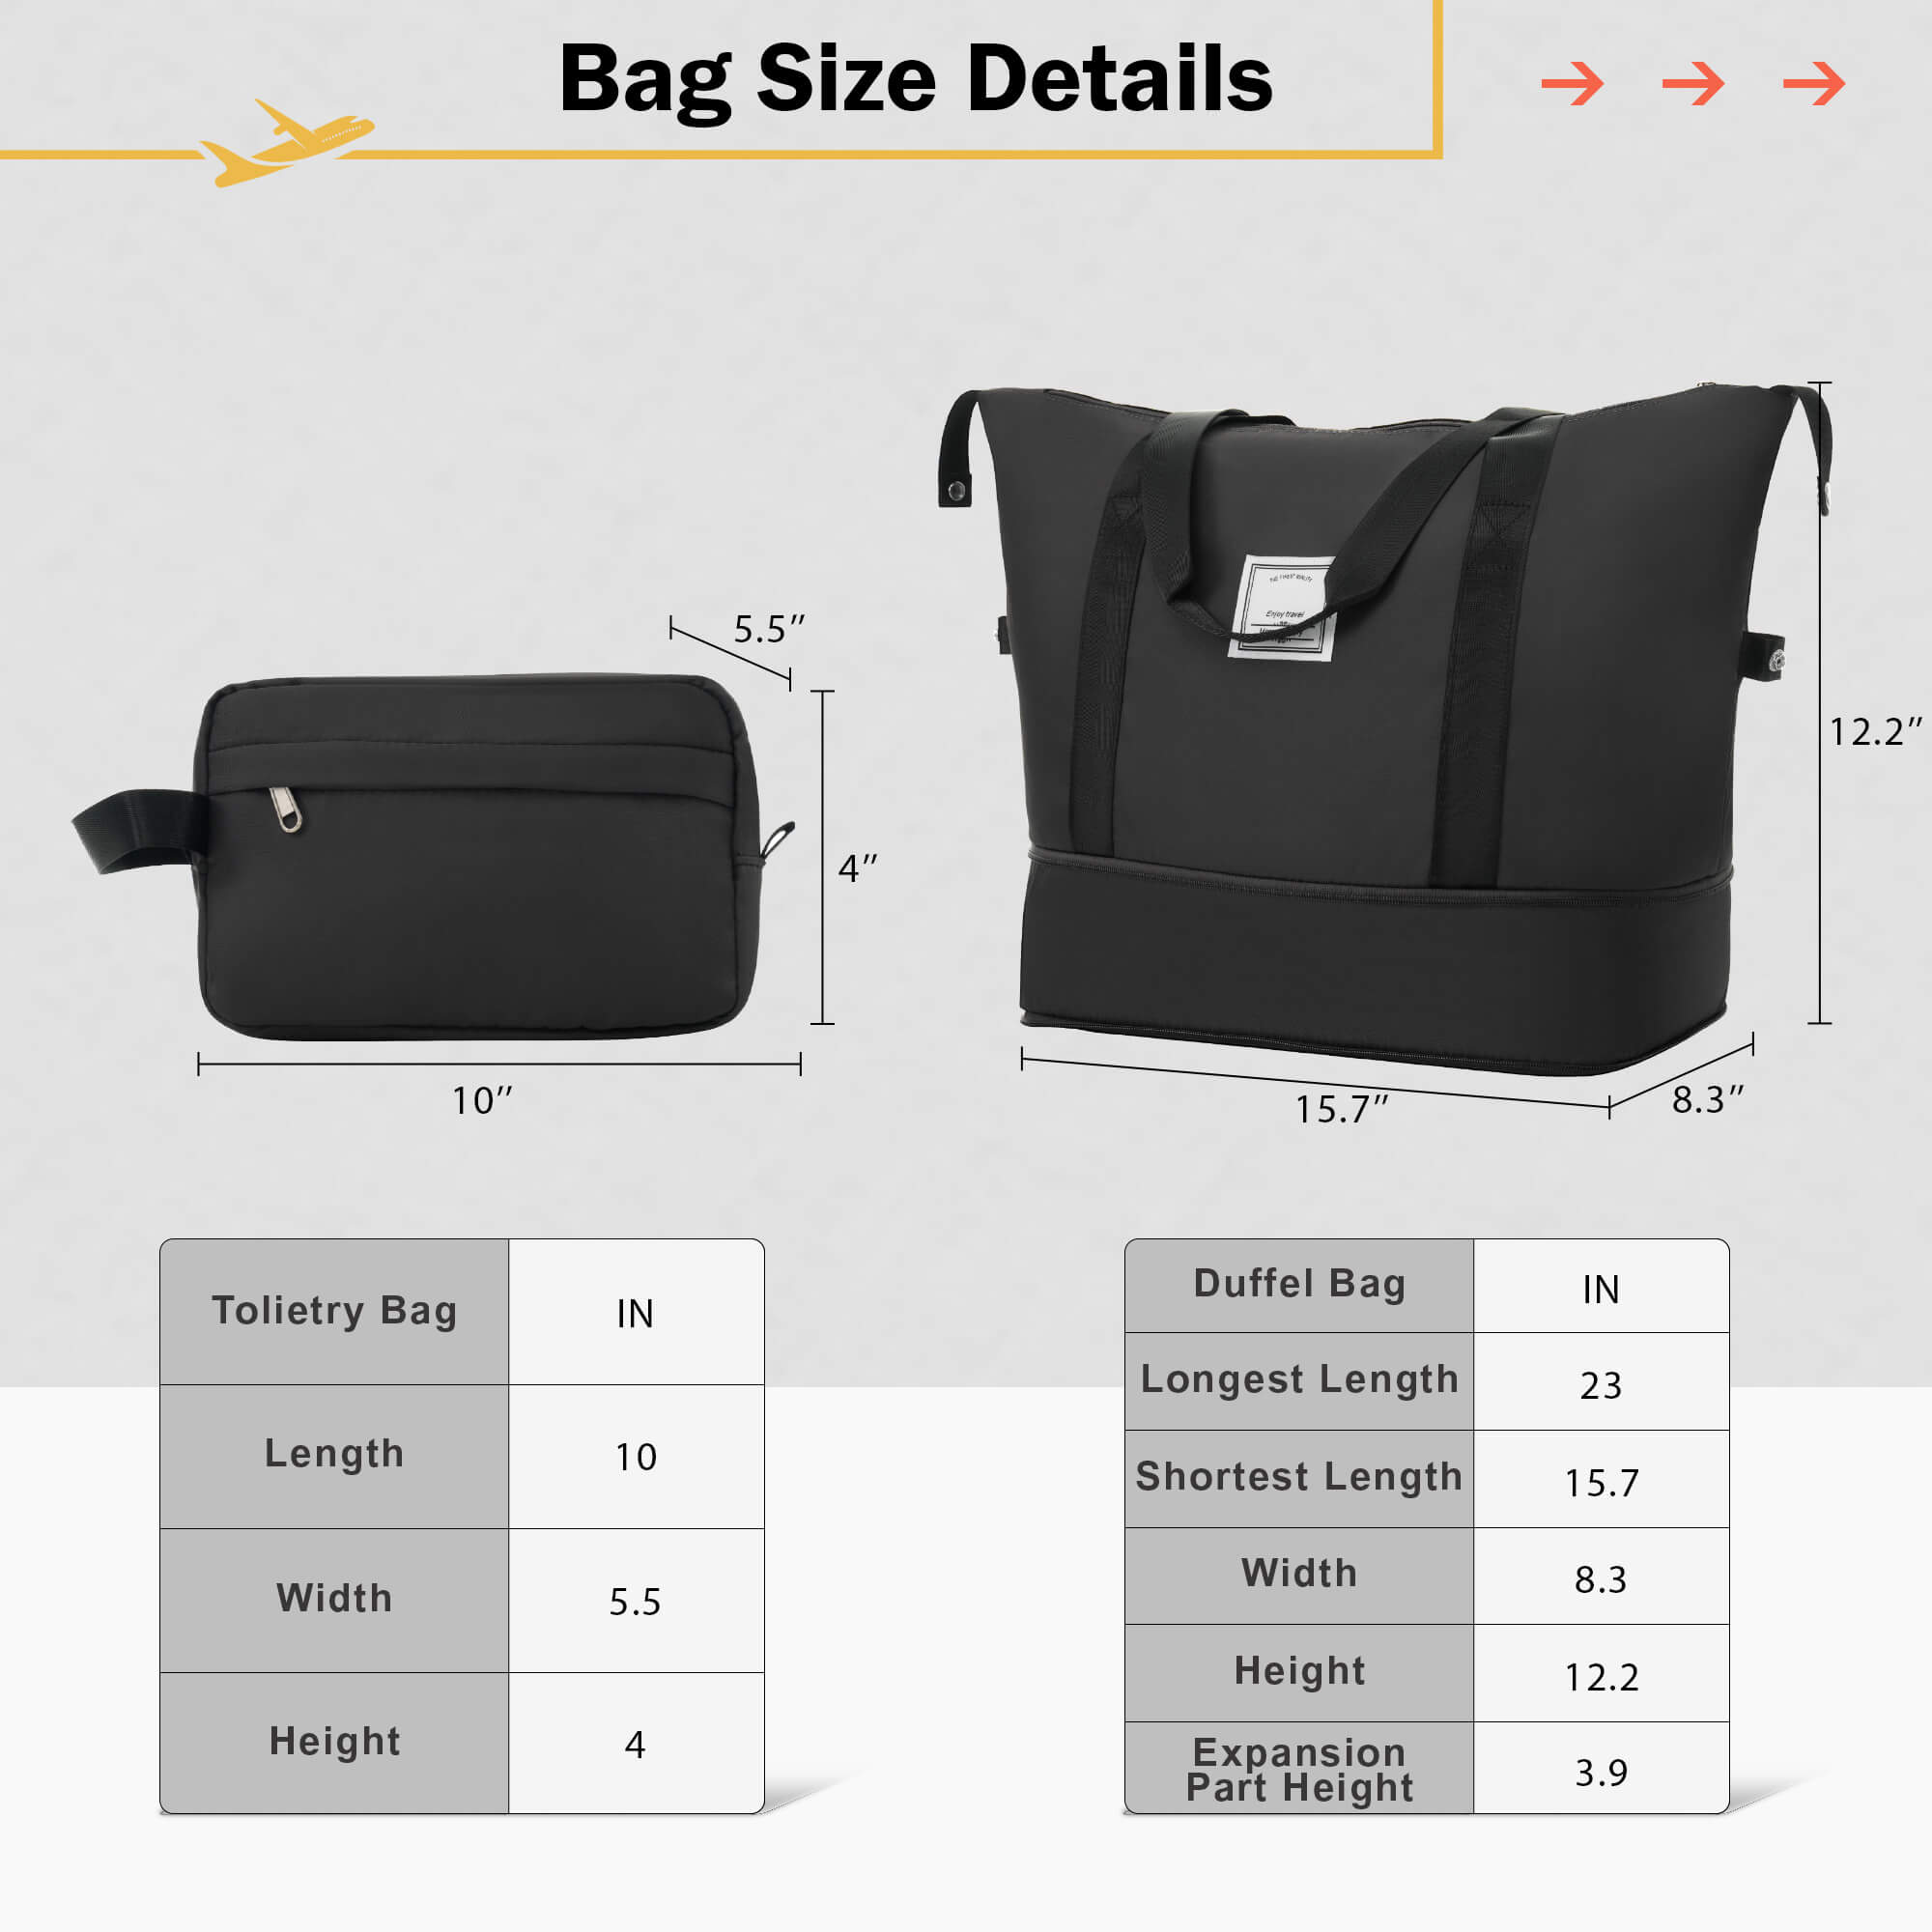 Bag Size Details
5.5″
4″
10″
Enjoy travel
12.2″
15.7″
8.3″
Tolietry Bag IN
Length 10
Width 5.5
Height 4
Duffel Bag IN
Longest Length 23
Shortest Length 15.7
Width 8.3
Height 12.2
Expansion
Part Height 3.9